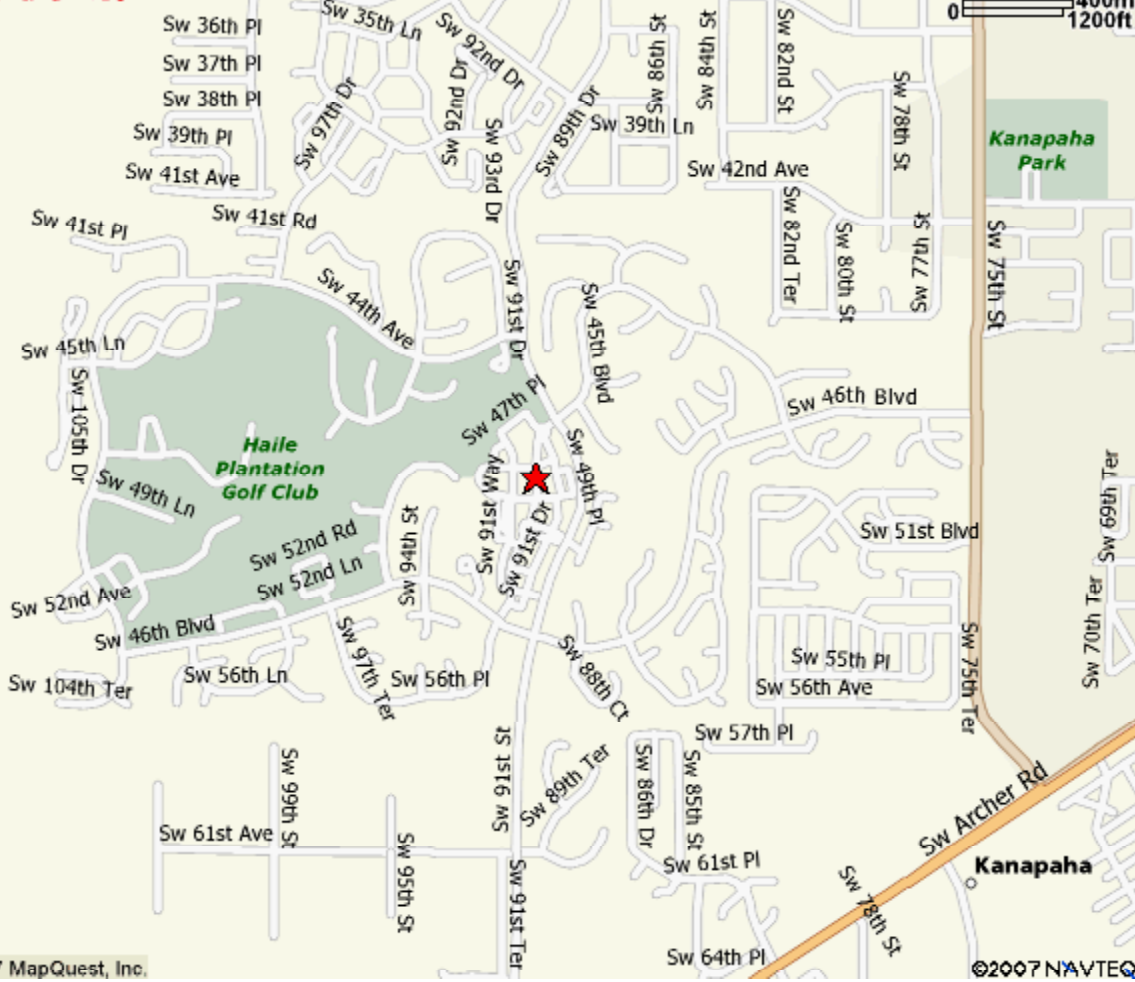 Sw 36th Pl
Sw 35th Ln
Sw 92nd Dr
Sw 86th St
Sw 84th St
Sw 82nd St
0
400m
1200ft
Sw 37th Pl
Sw 38th Pl
Sw 97th Dr
Sw 92nd Dr
Sw 93rd Dr
Sw 89th Dr
Sw 39th Ln
Sw 78th St
Kanapaha
Park
Sw 39th Pl
Sw 41st Ave
Sw 42nd Ave
Sw 41st Pl
Sw 41st Rd
Sw 82nd Ter
Sw 80th St
Sw 77th St
Sw 75th St
Sw 44th Ave
Sw 91st Dr
Sw 45th Blvd
Sw 45th Ln
Sw 105th Dr
Sw 47th Pl
Sw 46th Blvd
Haile
Plantation
Golf Club
Sw 49th Ln
Sw 91st Way
Sw 49th Pl
Sw 91st Dr
Sw 94th St
Sw 52nd Rd
Sw 52nd Ln
Sw 51st Blvd
Sw 69th Ter
Sw 70th Ter
Sw 52nd Ave
Sw 46th Blvd
Sw 97th Ter
Sw 88th Ct
Sw 55th Pl
Sw 75th Ter
Sw 104th Ter
Sw 56th Ln
Sw 56th Pl
Sw 56th Ave
Sw 57th Pl
Sw 99th St
Sw 91st St
Sw 89th Ter
Sw 86th Dr
Sw 85th St
Sw Archer Rd
Sw 61st Ave
Sw 95th St
Sw 91st Ter
Sw 61st Pl
Sw 78th St
Kanapaha
Sw 64th Pl
7 MapQuest, Inc.
©2007 NAVTEQ